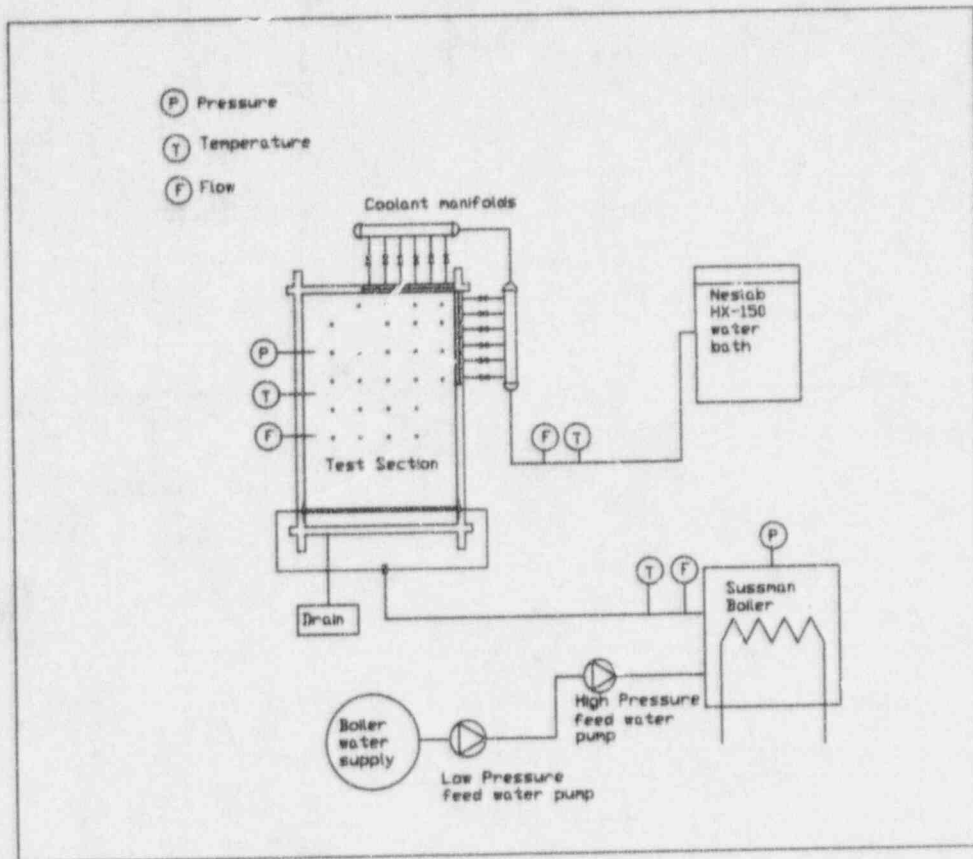 P Pressure
T Temperature
F Flow
Coolant manifolds
Neslab
HX-150
water
bath
P
T
F
F T
Test Section
P
T F
Sussman
Boiler
Drain
High Pressure
feed water
pump
Boiler
water
supply
Low Pressure
feed water pump